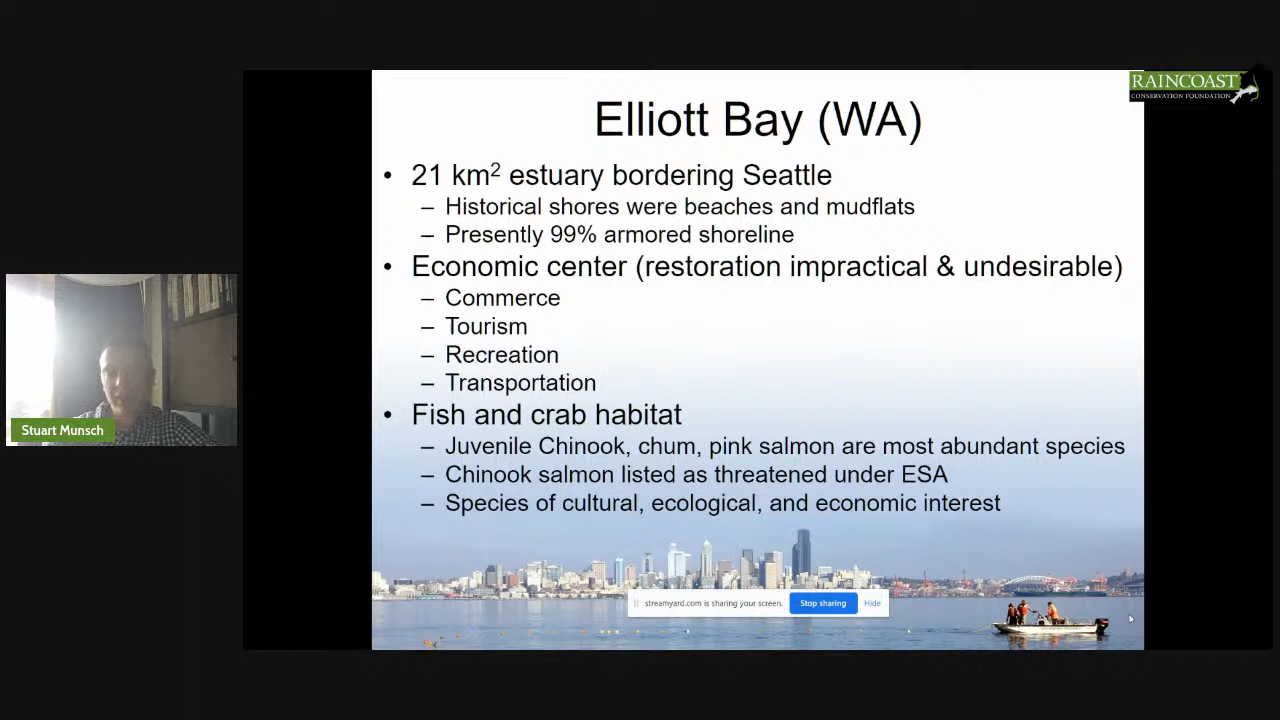 RAINCOAST
CONSERVATION FOUNDATION
Elliott Bay (WA)
• 21 km² estuary bordering Seattle
– Historical shores were beaches and mudflats
– Presently 99% armored shoreline
• Economic center (restoration impractical & undesirable)
– Commerce
– Tourism
– Recreation
– Transportation
• Fish and crab habitat
– Juvenile Chinook, chum, pink salmon are most abundant species
– Chinook salmon listed as threatened under ESA
– Species of cultural, ecological, and economic interest
Stuart Munsch
streamyard.com is sharing your screen. Stop sharing Hide